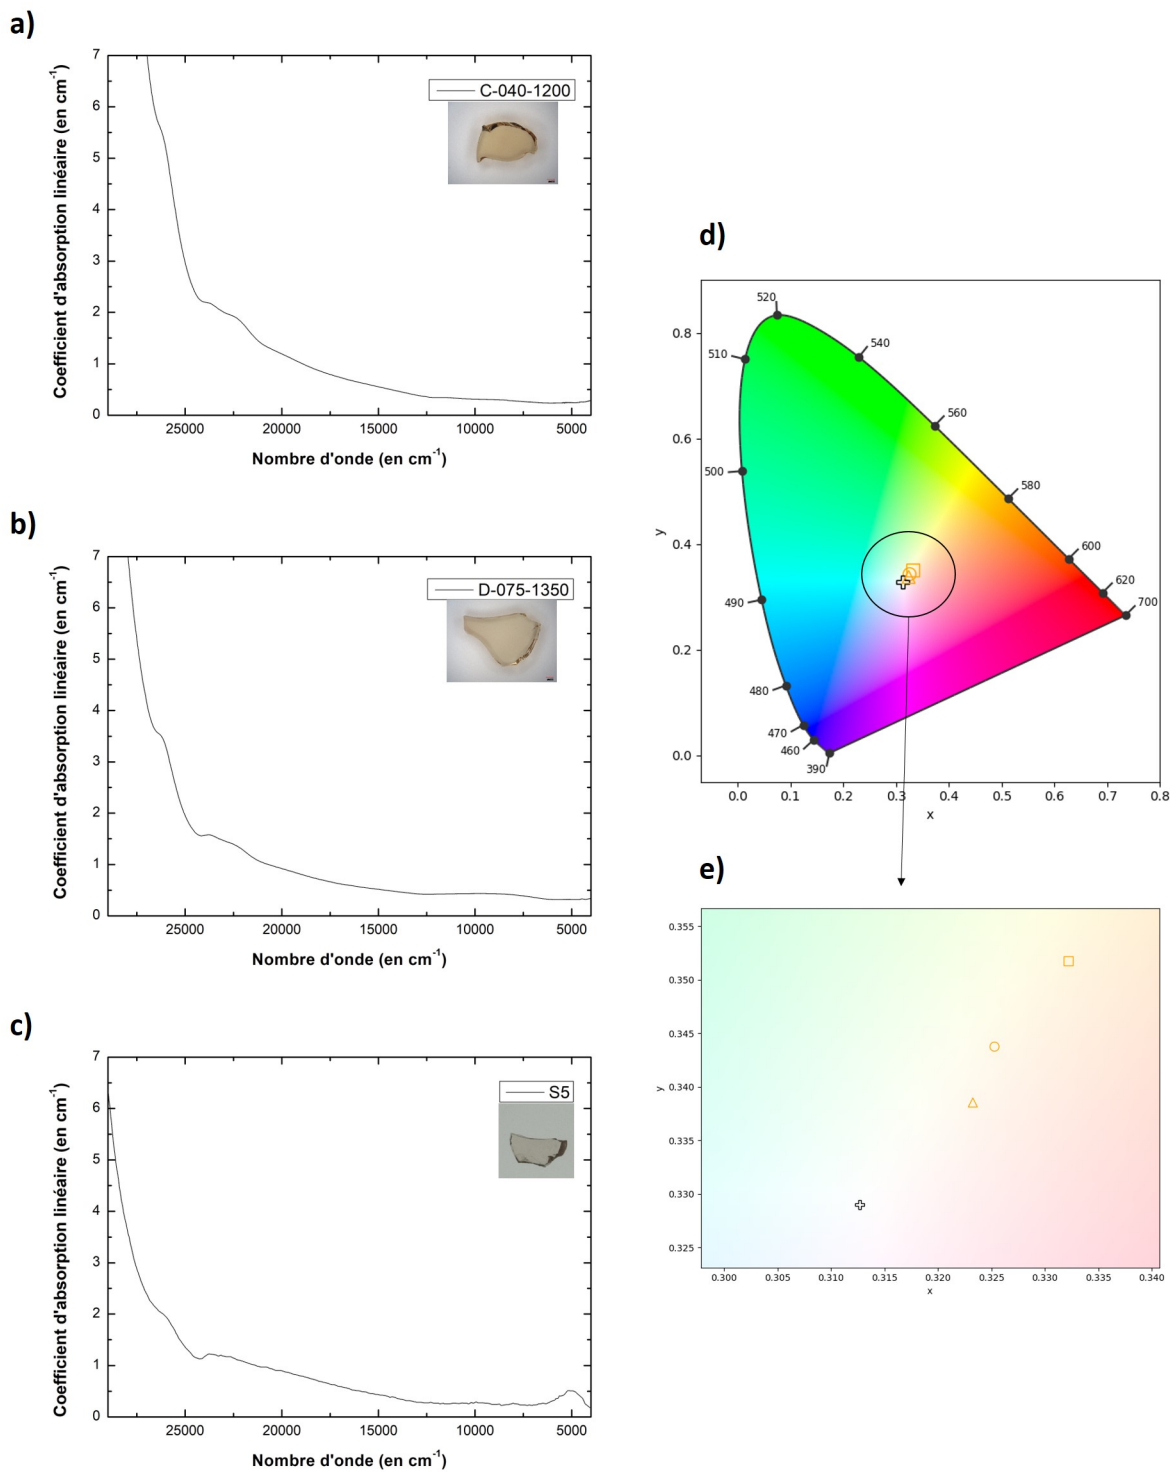 a)
7
6
5
4
3
2
1
0
Coefficient d'absorption linéaire (en cm⁻¹)
C-040-1200
25000 20000 15000 10000 5000
Nombre d'onde (en cm⁻¹)
b)
7
6
5
4
3
2
1
0
Coefficient d'absorption linéaire (en cm⁻¹)
D-075-1350
25000 20000 15000 10000 5000
Nombre d'onde (en cm⁻¹)
c)
7
6
5
4
3
2
1
0
Coefficient d'absorption linéaire (en cm⁻¹)
S5
25000 20000 15000 10000 5000
Nombre d'onde (en cm⁻¹)
d)
0.8
0.6
0.4
0.2
0.0
y
520
510
540
560
500
580
600
490
620
700
480
470
460
390
0.0 0.1 0.2 0.3 0.4 0.5 0.6 0.7 0.8
x
e)
0.355
0.350
0.345
0.340
0.335
0.330
0.325
y
0.300 0.305 0.310 0.315 0.320 0.325 0.330 0.335 0.340
x